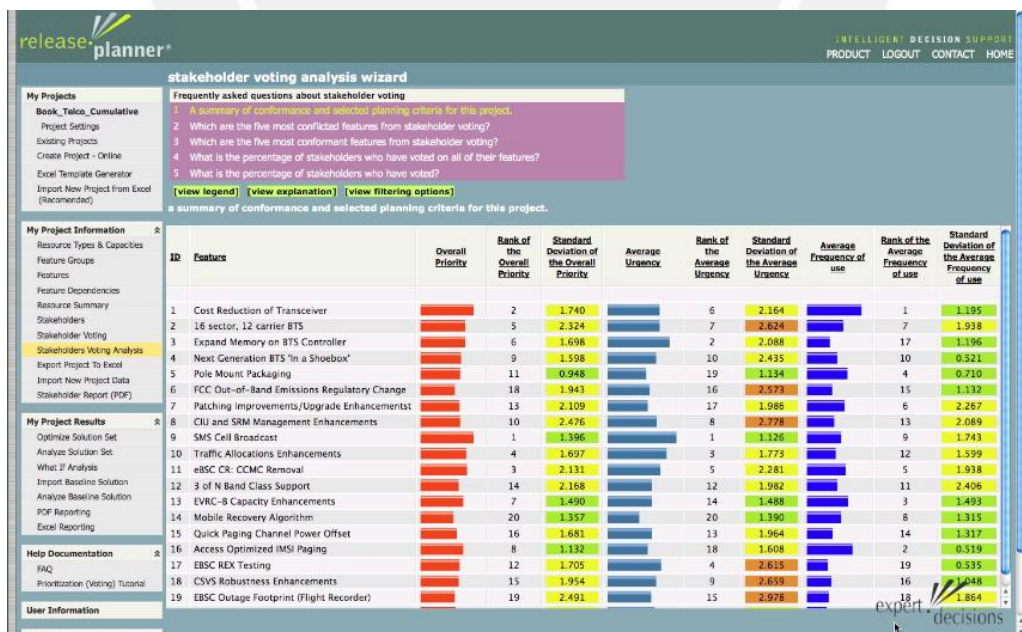 release planner®
INTELLIGENT DECISION SUPPORT
PRODUCT LOGOUT CONTACT HOME
stakeholder voting analysis wizard
My Projects
Book_Telco_Cumulative
Project Settings
Existing Projects
Create Project - Online
Excel Template Generator
Import New Project from Excel
(Recomended)
Frequently asked questions about stakeholder voting
1 A summary of conformance and selected planning criteria for this project.
2 Which are the five most conflicted features from stakeholder voting?
3 Which are the five most conformant features from stakeholder voting?
4 What is the percentage of stakeholders who have voted on all of their features?
5 What is the percentage of stakeholders who have voted?
[view legend] [view explanation] [view filtering options]
a summary of conformance and selected planning criteria for this project.
My Project Information
Resource Types & Capacities
Feature Groups
Features
Feature Dependencies
Resource Summary
Stakeholders
Stakeholder Voting
Stakeholders Voting Analysis
Export Project To Excel
Import New Project Data
Stakeholder Report (PDF)
My Project Results
Optimize Solution Set
Analyze Solution Set
What If Analysis
Import Baseline Solution
Analyze Baseline Solution
PDF Reporting
Excel Reporting
Help Documentation
FAQ
Prioritization (Voting) Tutorial
User Information
ID Feature Overall Priority Rank of the Overall Priority Standard Deviation of the Overall Priority Average Urgency Rank of the Average Urgency Standard Deviation of the Average Urgency Average Frequency of use Rank of the Average Frequency of use Standard Deviation of the Average Frequency of use
1 Cost Reduction of Transceiver 2 1.740 6 2.164 1 1.195
2 16 sector, 12 carrier BTS 5 2.324 7 2.624 7 1.938
3 Expand Memory on BTS Controller 6 1.698 2 2.088 17 1.196
4 Next Generation BTS 'In a Shoebox' 9 1.598 10 2.435 10 0.521
5 Pole Mount Packaging 11 0.948 19 1.134 4 0.710
6 FCC Out-of-Band Emissions Regulatory Change 18 1.943 16 2.573 15 1.132
7 Patching Improvements/Upgrade Enhancementst 13 2.109 17 1.986 6 2.267
8 CIU and SRM Management Enhancements 10 2.476 8 2.778 13 2.089
9 SMS Cell Broadcast 1 1.396 1 1.126 9 1.743
10 Traffic Allocations Enhancements 4 1.697 3 1.773 12 1.599
11 eBSC CR: CCMC Removal 3 2.131 5 2.281 5 1.938
12 3 of N Band Class Support 14 2.168 12 1.982 11 2.406
13 EVRC-B Capacity Enhancements 7 1.490 14 1.488 3 1.493
14 Mobile Recovery Algorithm 20 1.357 20 1.390 8 1.315
15 Quick Paging Channel Power Offset 16 1.681 13 1.964 14 1.317
16 Access Optimized IMSI Paging 8 1.132 18 1.608 2 0.519
17 EBSC REX Testing 12 1.705 4 2.615 19 0.535
18 CSVS Robustness Enhancements 15 1.954 9 2.659 16 1.048
19 EBSC Outage Footprint (Flight Recorder) 19 2.491 15 2.978 18 1.864
expert decisions